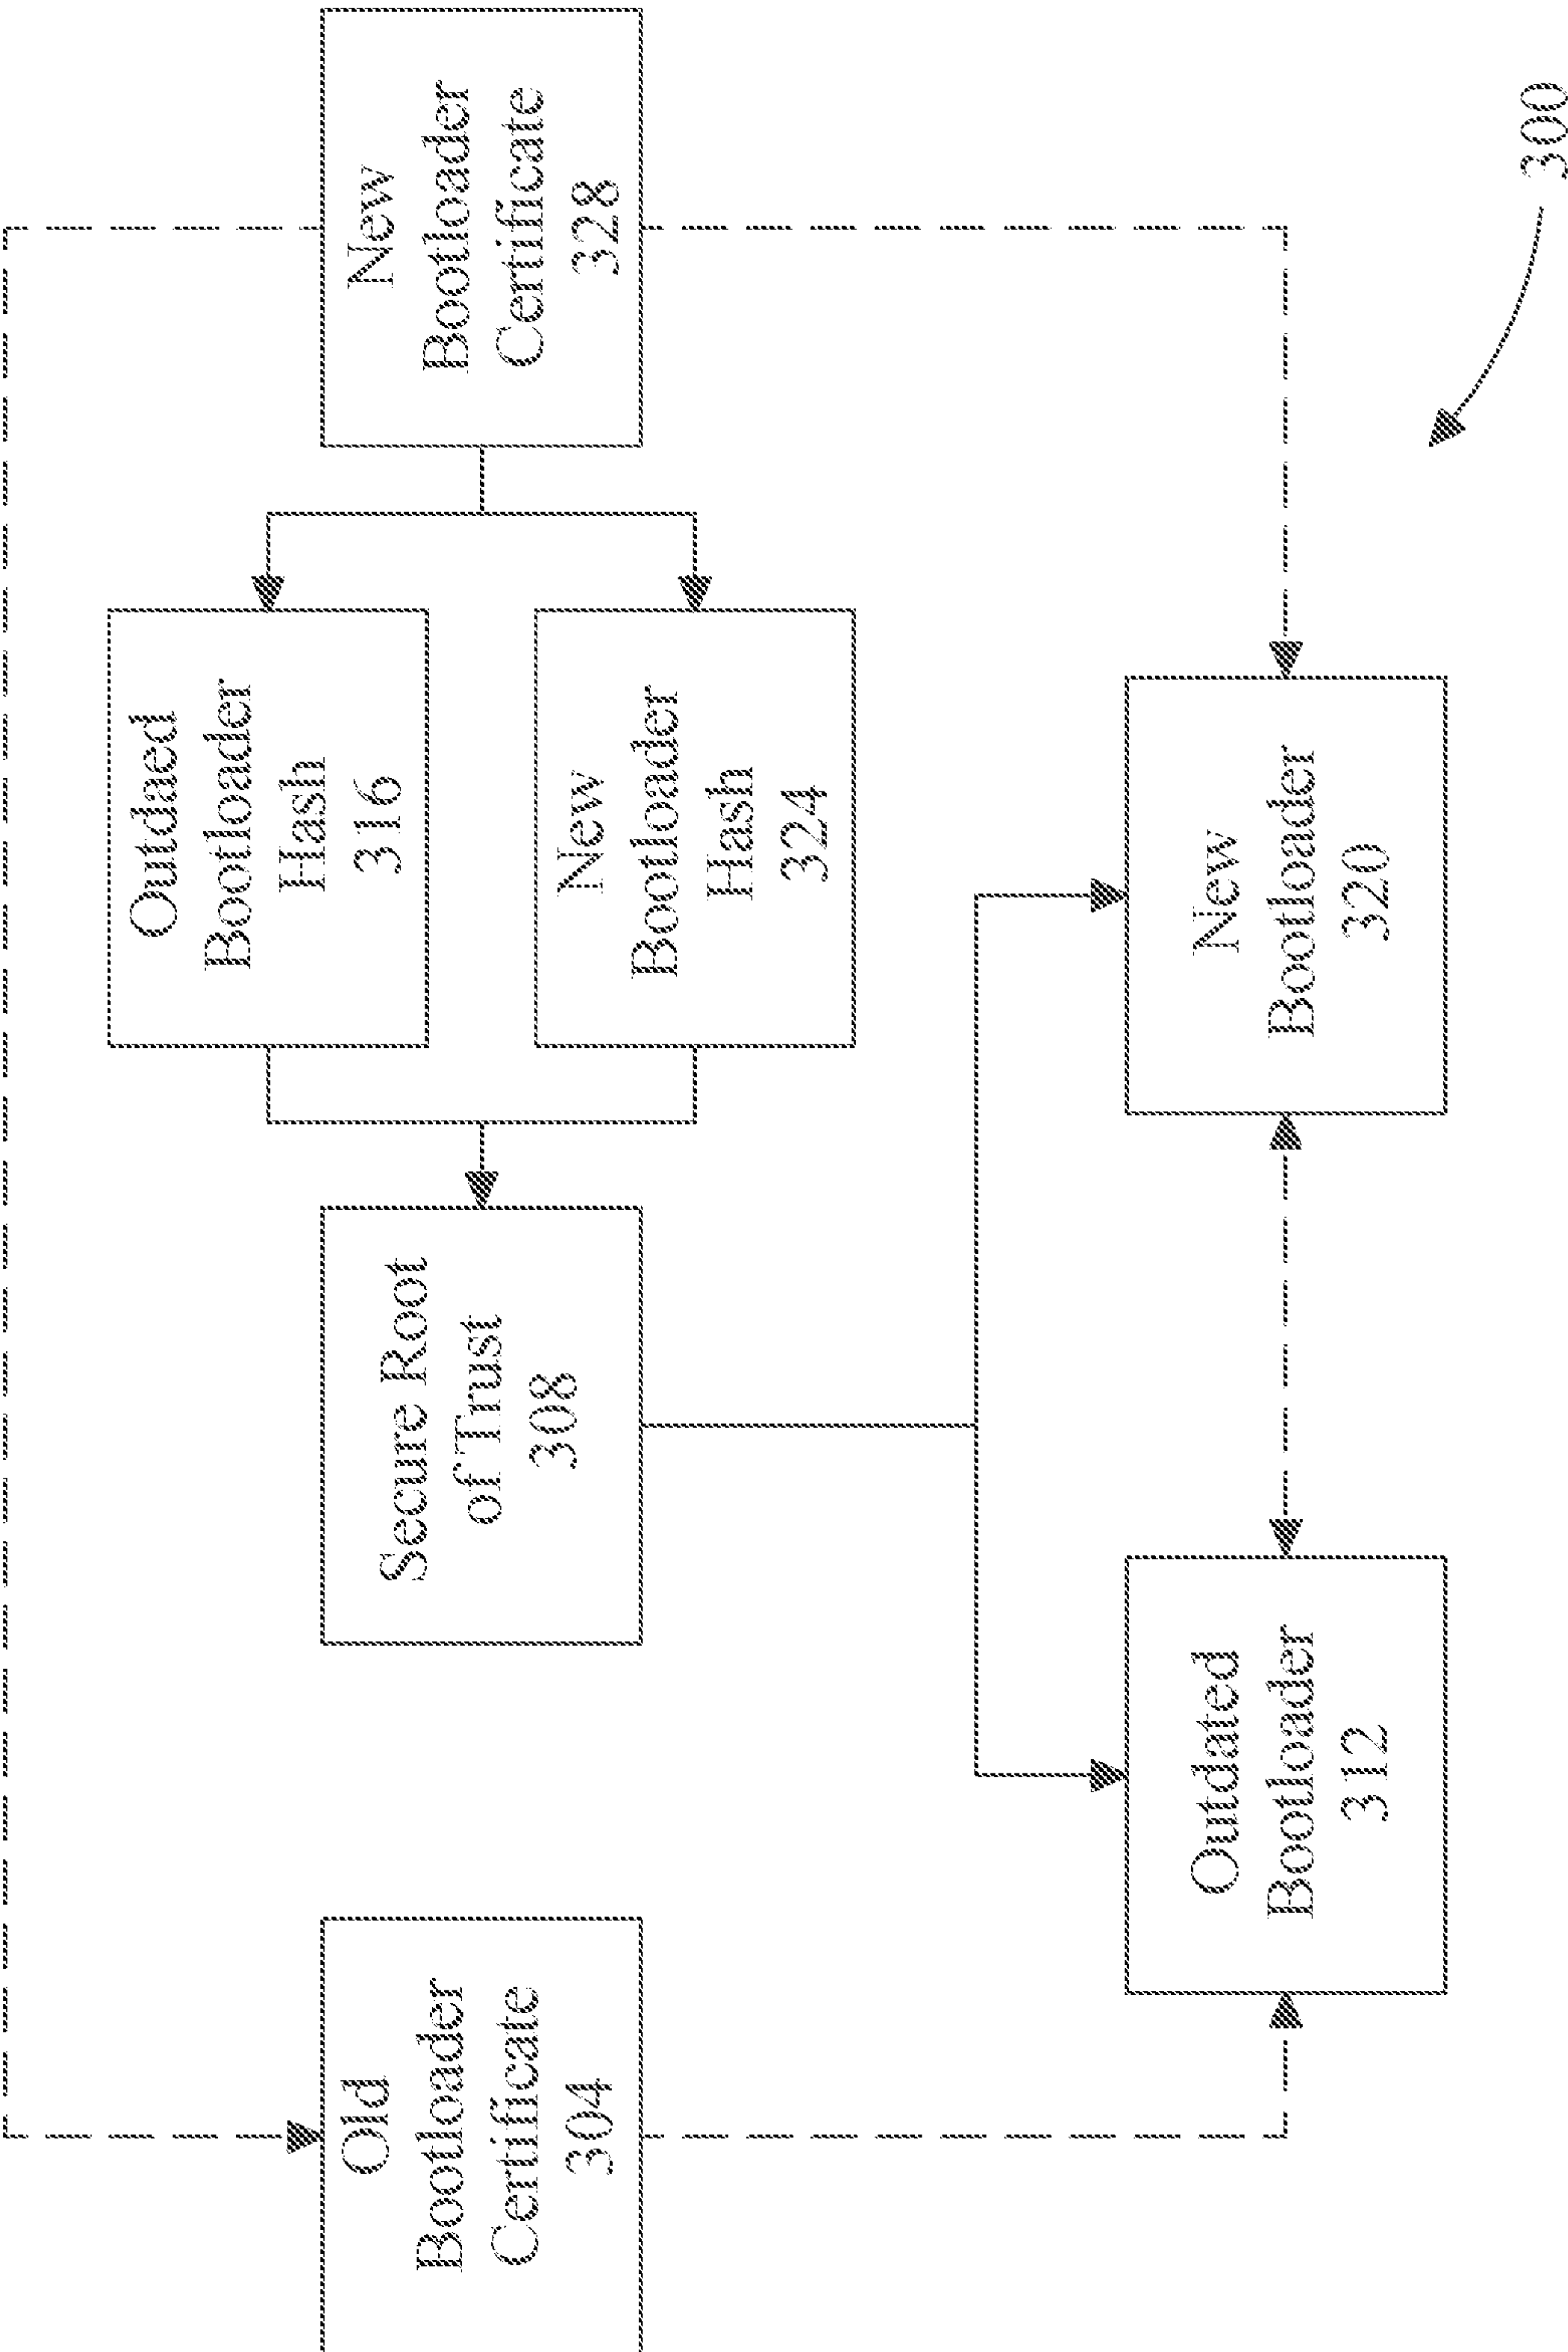 Old
Bootloader
Certificate
304
Secure Root
of Trust
308
Outdaed
Bootloader
Hash
316
New
Bootloader
Hash
324
New
Bootloader
Certificate
328
Outdated
Bootloader
312
New
Bootloader
320
300